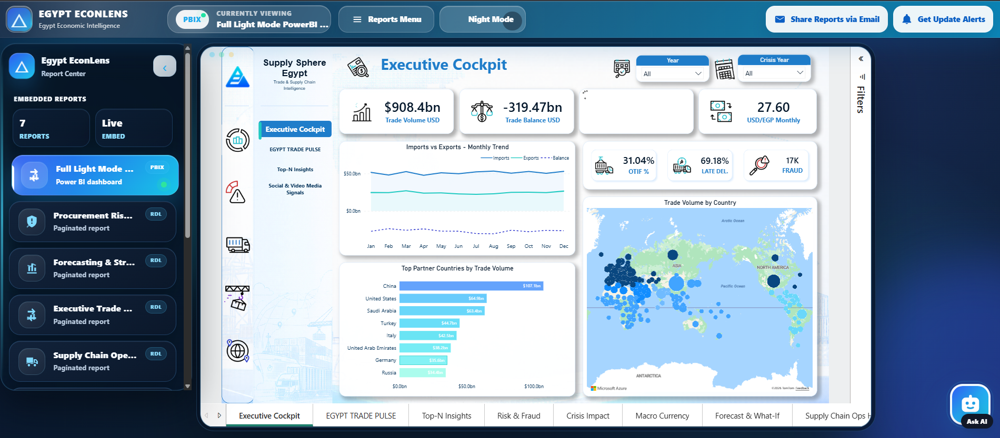 EGYPT ECONLENS
Egypt Economic Intelligence
PBIX
CURRENTLY VIEWING
Full Light Mode PowerBI ...
Reports Menu
Night Mode
Share Reports via Email
Get Update Alerts
Egypt EconLens
Report Center
EMBEDDED REPORTS
7
REPORTS
Live
EMBED
Full Light Mode ...
PBIX
Power BI dashboard
Procurement Ris...
RDL
Paginated report
Forecasting & Str...
RDL
Paginated report
Executive Trade ...
RDL
Paginated report
Supply Chain Ope...
RDL
Paginated report
Supply Sphere
Egypt
Trade & Supply Chain
Intelligence
Executive Cockpit
EGYPT TRADE PULSE
Top-N Insights
Social & Video Media
Signals
Executive Cockpit
Year
All
Crisis Year
All
Filters
$908.4bn
Trade Volume USD
-319.47bn
Trade Balance USD
27.60
USD/EGP Monthly
Imports vs Exports - Monthly Trend
Imports
Exports
Balance
$50.0bn
$0.0bn
Jan Feb Mar Apr May Jun Jul Aug Sep Oct Nov Dec
31.04%
OTIF %
69.18%
LATE DEL.
17K
FRAUD
Top Partner Countries by Trade Volume
China $107.1bn
United States $64.9bn
Saudi Arabia $63.4bn
Turkey $44.7bn
Italy $42.5bn
United Arab Emirates $38.2bn
Germany $35.6bn
Russia $34.4bn
$0.0bn $50.0bn $100.0bn
Trade Volume by Country
Arctic Ocean
ASIA
NORTH AMERICA
Pacific Ocean
ANTARCTICA
Microsoft Azure
©2026 TomTom Feedback
Executive Cockpit
EGYPT TRADE PULSE
Top-N Insights
Risk & Fraud
Crisis Impact
Macro Currency
Forecast & What-If
Supply Chain Ops H
Ask AI